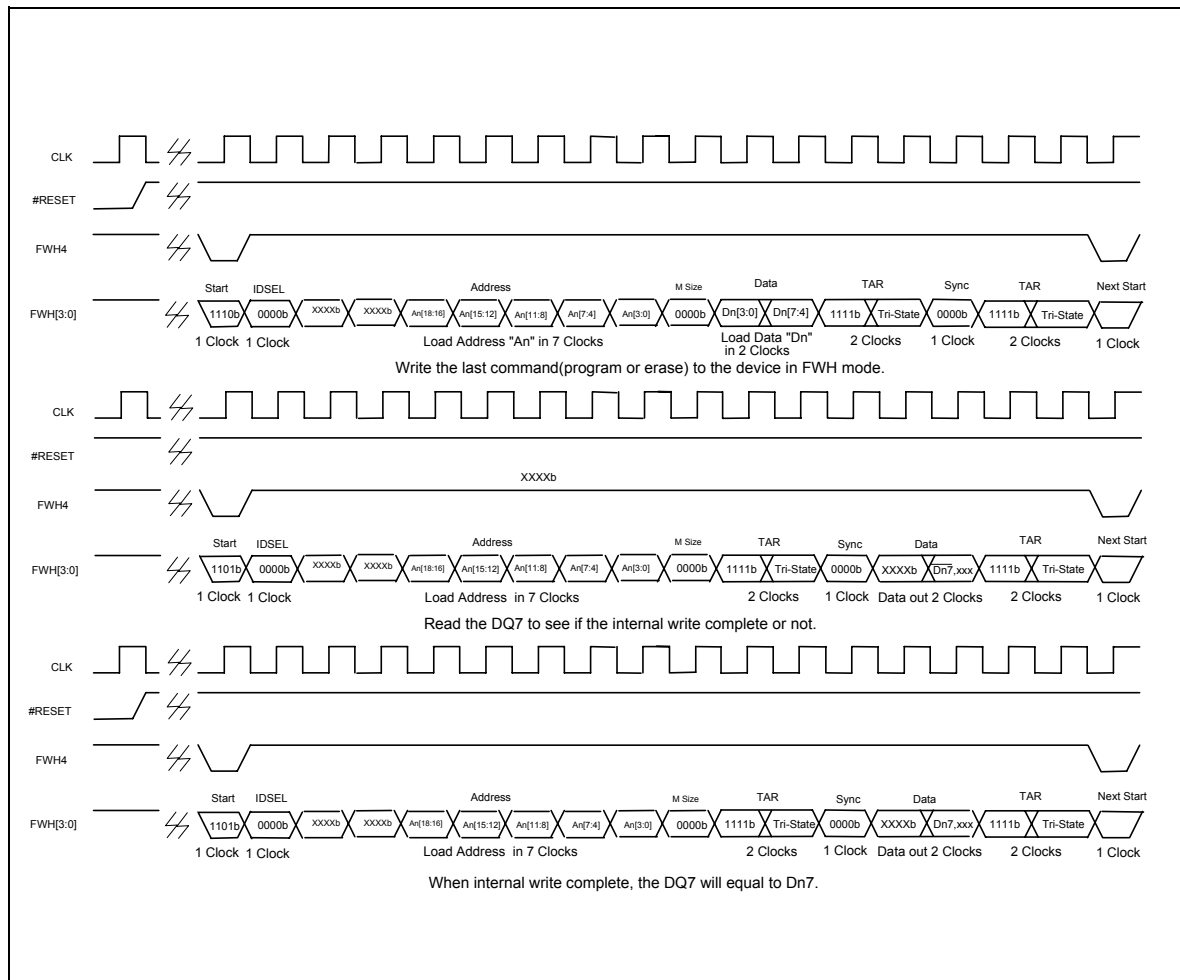 CLK
#RESET
FWH4
Start IDSEL Address M Size Data TAR Sync TAR Next Start
FWH[3:0] 1110b 0000b XXXXb XXXXb An[18:16] An[15:12] An[11:8] An[7:4] An[3:0] 0000b Dn[3:0] Dn[7:4] 1111b Tri-State 0000b 1111b Tri-State
1 Clock 1 Clock Load Address "An" in 7 Clocks Load Data "Dn" 2 Clocks 1 Clock 2 Clocks 1 Clock
in 2 Clocks
Write the last command(program or erase) to the device in FWH mode.
CLK
#RESET
XXXXb
FWH4
Start IDSEL Address M Size TAR Sync Data TAR Next Start
FWH[3:0] 1101b 0000b XXXXb XXXXb An[18:16] An[15:12] An[11:8] An[7:4] An[3:0] 0000b 1111b Tri-State 0000b XXXXb D̅n̅7̅,xxx 1111b Tri-State
1 Clock 1 Clock Load Address in 7 Clocks 2 Clocks 1 Clock Data out 2 Clocks 2 Clocks 1 Clock
Read the DQ7 to see if the internal write complete or not.
CLK
#RESET
FWH4
Start IDSEL Address M Size TAR Sync Data TAR Next Start
FWH[3:0] 1101b 0000b XXXXb XXXXb An[18:16] An[15:12] An[11:8] An[7:4] An[3:0] 0000b 1111b Tri-State 0000b XXXXb Dn7,xxx 1111b Tri-State
1 Clock 1 Clock Load Address in 7 Clocks 2 Clocks 1 Clock Data out 2 Clocks 2 Clocks 1 Clock
When internal write complete, the DQ7 will equal to Dn7.